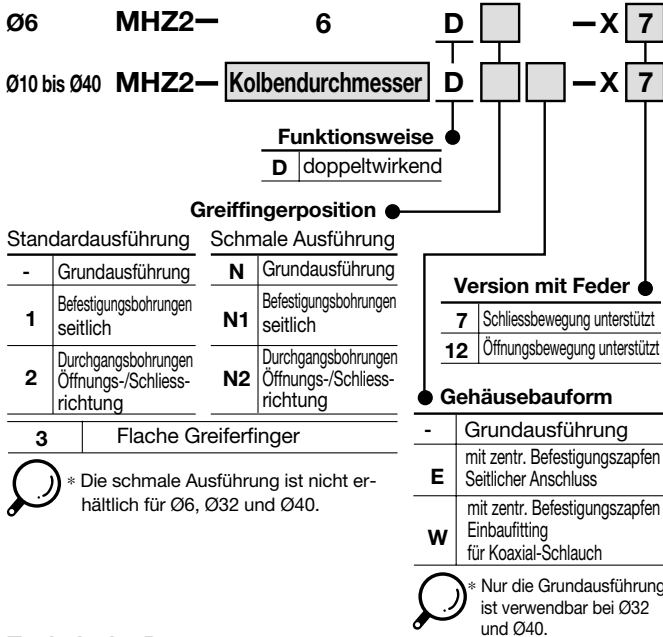 Ø6 MHZ2− 6 D −X 7
Ø10 bis Ø40 MHZ2− Kolbendurchmesser D −X 7
Funktionsweise
D doppeltwirkend
Greiffingerposition
Standardausführung
- Grundausführung
1 Befestigungsbohrungen
seitlich
2 Durchgangsbohrungen
Öffnungs-/Schliess-
richtung
Schmale Ausführung
N Grundausführung
N1 Befestigungsbohrungen
seitlich
N2 Durchgangsbohrungen
Öffnungs-/Schliess-
richtung
3 Flache Greiferfinger
* Die schmale Ausführung ist nicht er-
hältlich für Ø6, Ø32 und Ø40.
Version mit Feder
7 Schliessbewegung unterstützt
12 Öffnungsbewegung unterstützt
Gehäusebauform
- Grundausführung
E mit zentr. Befestigungszapfen
Seitlicher Anschluss
W mit zentr. Befestigungszapfen
Einbaufitting
für Koaxial-Schlauch
* Nur die Grundausführung
ist verwendbar bei Ø32
und Ø40.